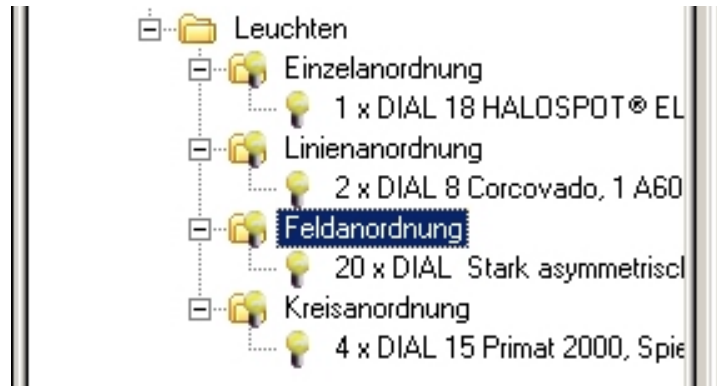 Leuchten
Einzelanordnung
1 x DIAL 18 HALOSPOT® EL
Linienanordnung
2 x DIAL 8 Corcovado, 1 A60
Feldanordnung
20 x DIAL Stark asymmetriscl
Kreisanordnung
4 x DIAL 15 Primat 2000, Spie